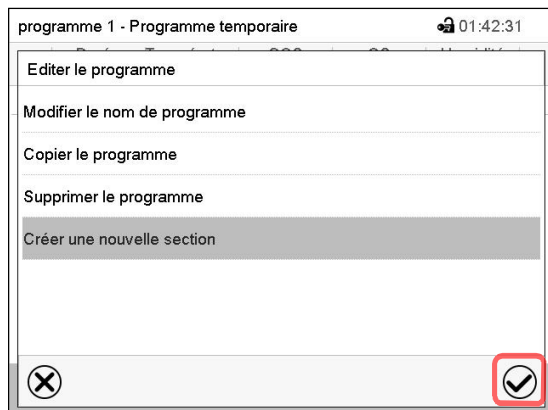 programme 1 - Programme temporaire 01:42:31
Editer le programme
Modifier le nom de programme
Copier le programme
Supprimer le programme
Créer une nouvelle section